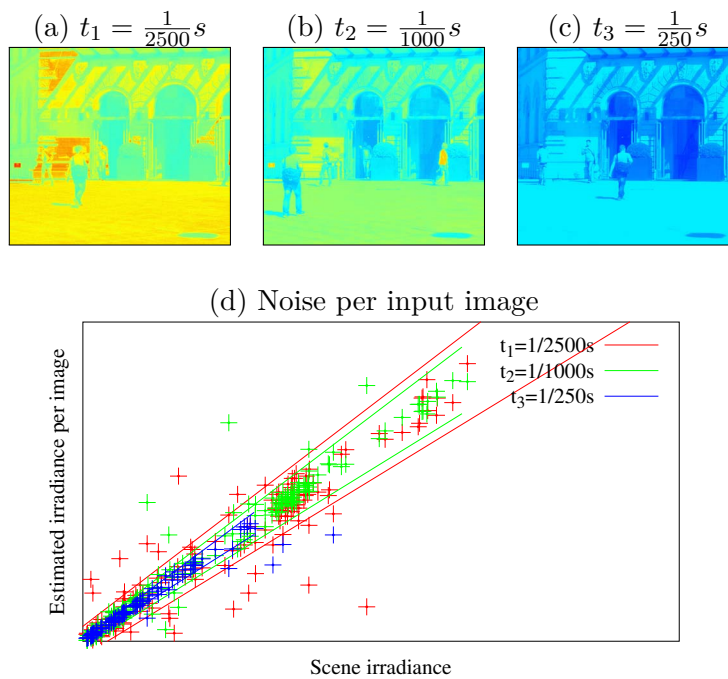 (a) t₁ = 1/2500 s
(b) t₂ = 1/1000 s
(c) t₃ = 1/250 s
(d) Noise per input image
t₁=1/2500s
t₂=1/1000s
t₃=1/250s
Estimated irradiance per image
Scene irradiance